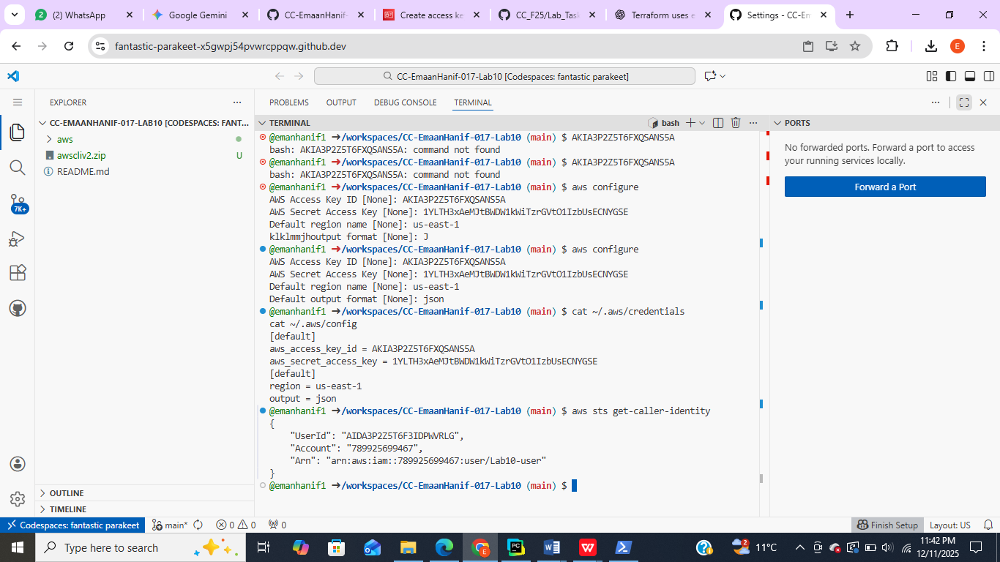 (2) WhatsApp
Google Gemini
CC-EmaanHanif-
Create access ke
CC_F25/Lab_Tas
Terraform uses e
Settings - CC-Em
fantastic-parakeet-x5gwpj54pvwrcppqw.github.dev
E
CC-EmaanHanif-017-Lab10 [Codespaces: fantastic parakeet]
EXPLORER
CC-EMAANHANIF-017-LAB10 [CODESPACES: FANT...
aws
awscliv2.zip U
README.md
7K+
OUTLINE
TIMELINE
PROBLEMS OUTPUT DEBUG CONSOLE TERMINAL
TERMINAL
bash
@emanhanif1 ➜/workspaces/CC-EmaanHanif-017-Lab10 (main) $ AKIA3P2Z5T6FXQSANS5A
bash: AKIA3P2Z5T6FXQSANS5A: command not found
@emanhanif1 ➜/workspaces/CC-EmaanHanif-017-Lab10 (main) $ AKIA3P2Z5T6FXQSANS5A
bash: AKIA3P2Z5T6FXQSANS5A: command not found
@emanhanif1 ➜/workspaces/CC-EmaanHanif-017-Lab10 (main) $ aws configure
AWS Access Key ID [None]: AKIA3P2Z5T6FXQSANS5A
AWS Secret Access Key [None]: 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
Default region name [None]: us-east-1
klklmmjhoutput format [None]: J
@emanhanif1 ➜/workspaces/CC-EmaanHanif-017-Lab10 (main) $ aws configure
AWS Access Key ID [None]: AKIA3P2Z5T6FXQSANS5A
AWS Secret Access Key [None]: 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
Default region name [None]: us-east-1
Default output format [None]: json
@emanhanif1 ➜/workspaces/CC-EmaanHanif-017-Lab10 (main) $ cat ~/.aws/credentials
cat ~/.aws/config
[default]
aws_access_key_id = AKIA3P2Z5T6FXQSANS5A
aws_secret_access_key = 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
[default]
region = us-east-1
output = json
@emanhanif1 ➜/workspaces/CC-EmaanHanif-017-Lab10 (main) $ aws sts get-caller-identity
{
"UserId": "AIDA3P2Z5T6F3IDPWVRLG",
"Account": "789925699467",
"Arn": "arn:aws:iam::789925699467:user/Lab10-user"
}
@emanhanif1 ➜/workspaces/CC-EmaanHanif-017-Lab10 (main) $
PORTS
No forwarded ports. Forward a port to access
your running services locally.
Forward a Port
Codespaces: fantastic parakeet main* 0 0 0
Finish Setup Layout: US
Type here to search
11°C
11:42 PM
12/11/2025